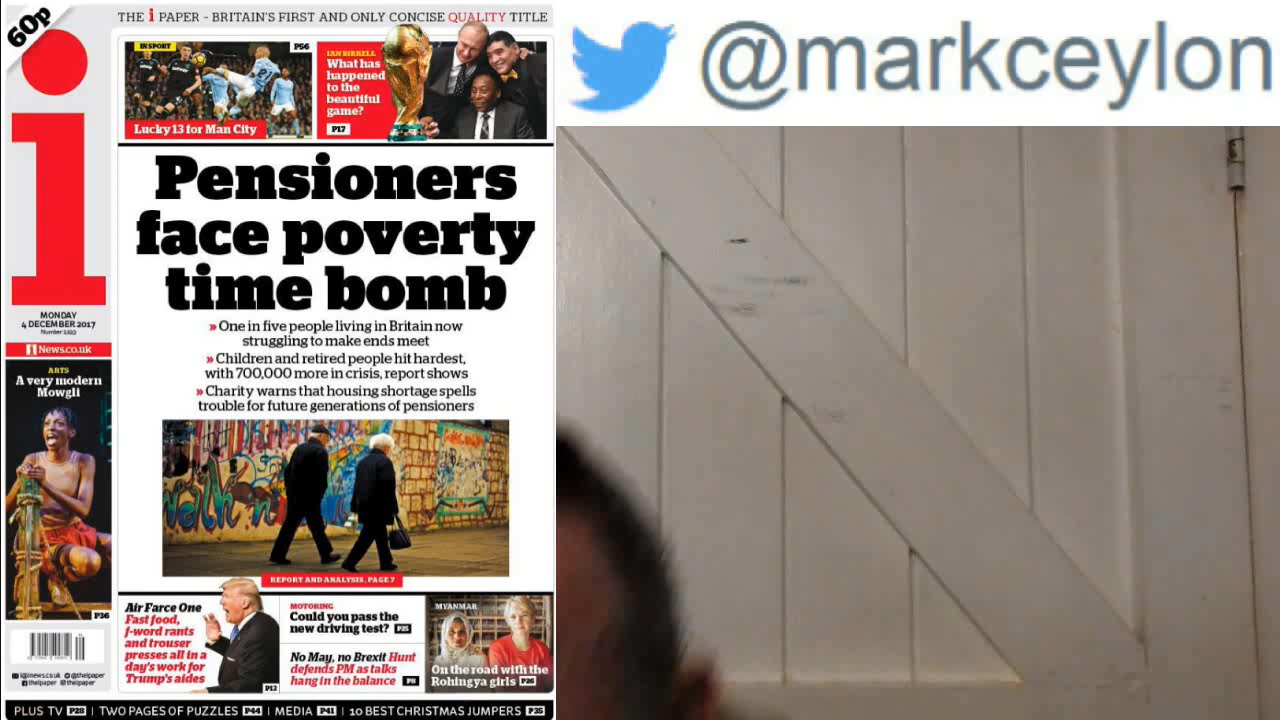 60p
THE i PAPER - BRITAIN'S FIRST AND ONLY CONCISE QUALITY TITLE
i
IN SPORT
P56
Lucky 13 for Man City
IAN BIRRELL
What has
happened
to the
beautiful
game?
P17
@markceylon
Pensioners
face poverty
time bomb
» One in five people living in Britain now
struggling to make ends meet
» Children and retired people hit hardest,
with 700,000 more in crisis, report shows
» Charity warns that housing shortage spells
trouble for future generations of pensioners
REPORT AND ANALYSIS, PAGE 7
MONDAY
4 DECEMBER 2017
i News.co.uk
ARTS
A very modern
Mowgli
P36
Air Farce One
Fast food,
f-word rants
and trouser
presses all in a
day's work for
Trump's aides
P12
MOTORING
Could you pass the
new driving test? P25
No May, no Brexit Hunt
defends PM as talks
hang in the balance P8
MYANMAR
On the road with the
Rohingya girls P26
PLUS TV P28 | TWO PAGES OF PUZZLES P44 | MEDIA P41 | 10 BEST CHRISTMAS JUMPERS P35